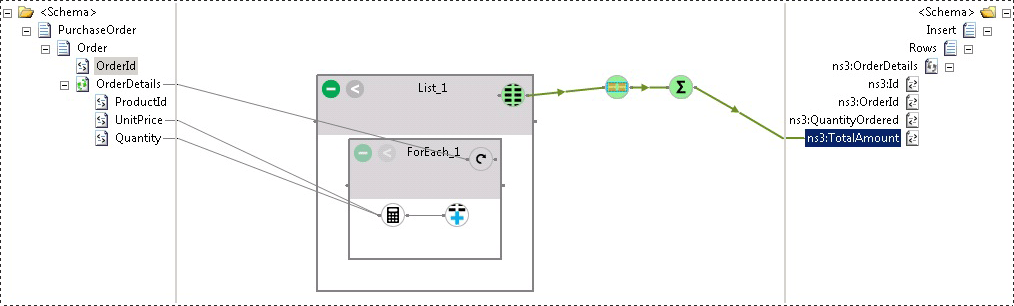 <Schema>
PurchaseOrder
Order
OrderId
OrderDetails
ProductId
UnitPrice
Quantity
List_1
ForEach_1
<Schema>
Insert
Rows
ns3:OrderDetails
ns3:Id
ns3:OrderId
ns3:QuantityOrdered
ns3:TotalAmount